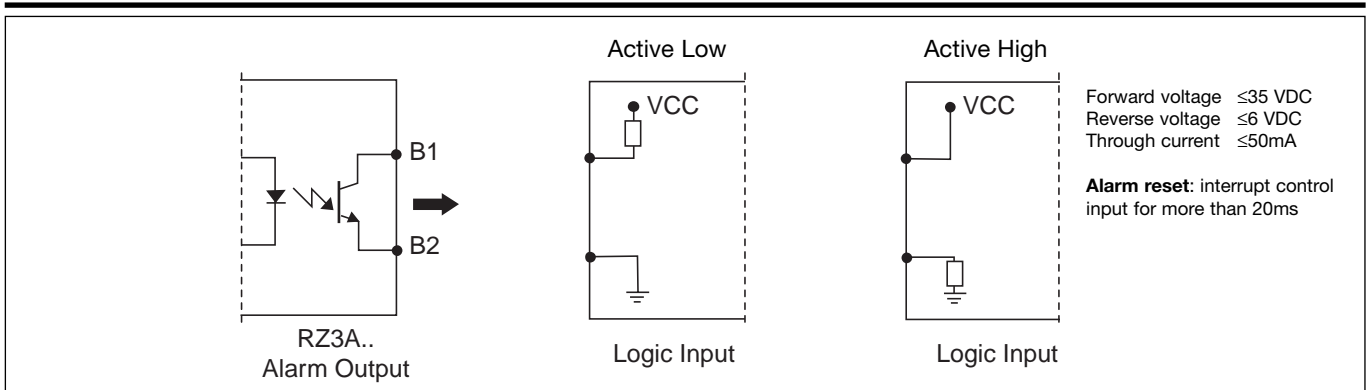 Active Low
Active High
VCC
VCC
B1
B2
Forward voltage ≤35 VDC
Reverse voltage ≤6 VDC
Through current ≤50mA
Alarm reset: interrupt control
input for more than 20ms
RZ3A..
Alarm Output
Logic Input
Logic Input